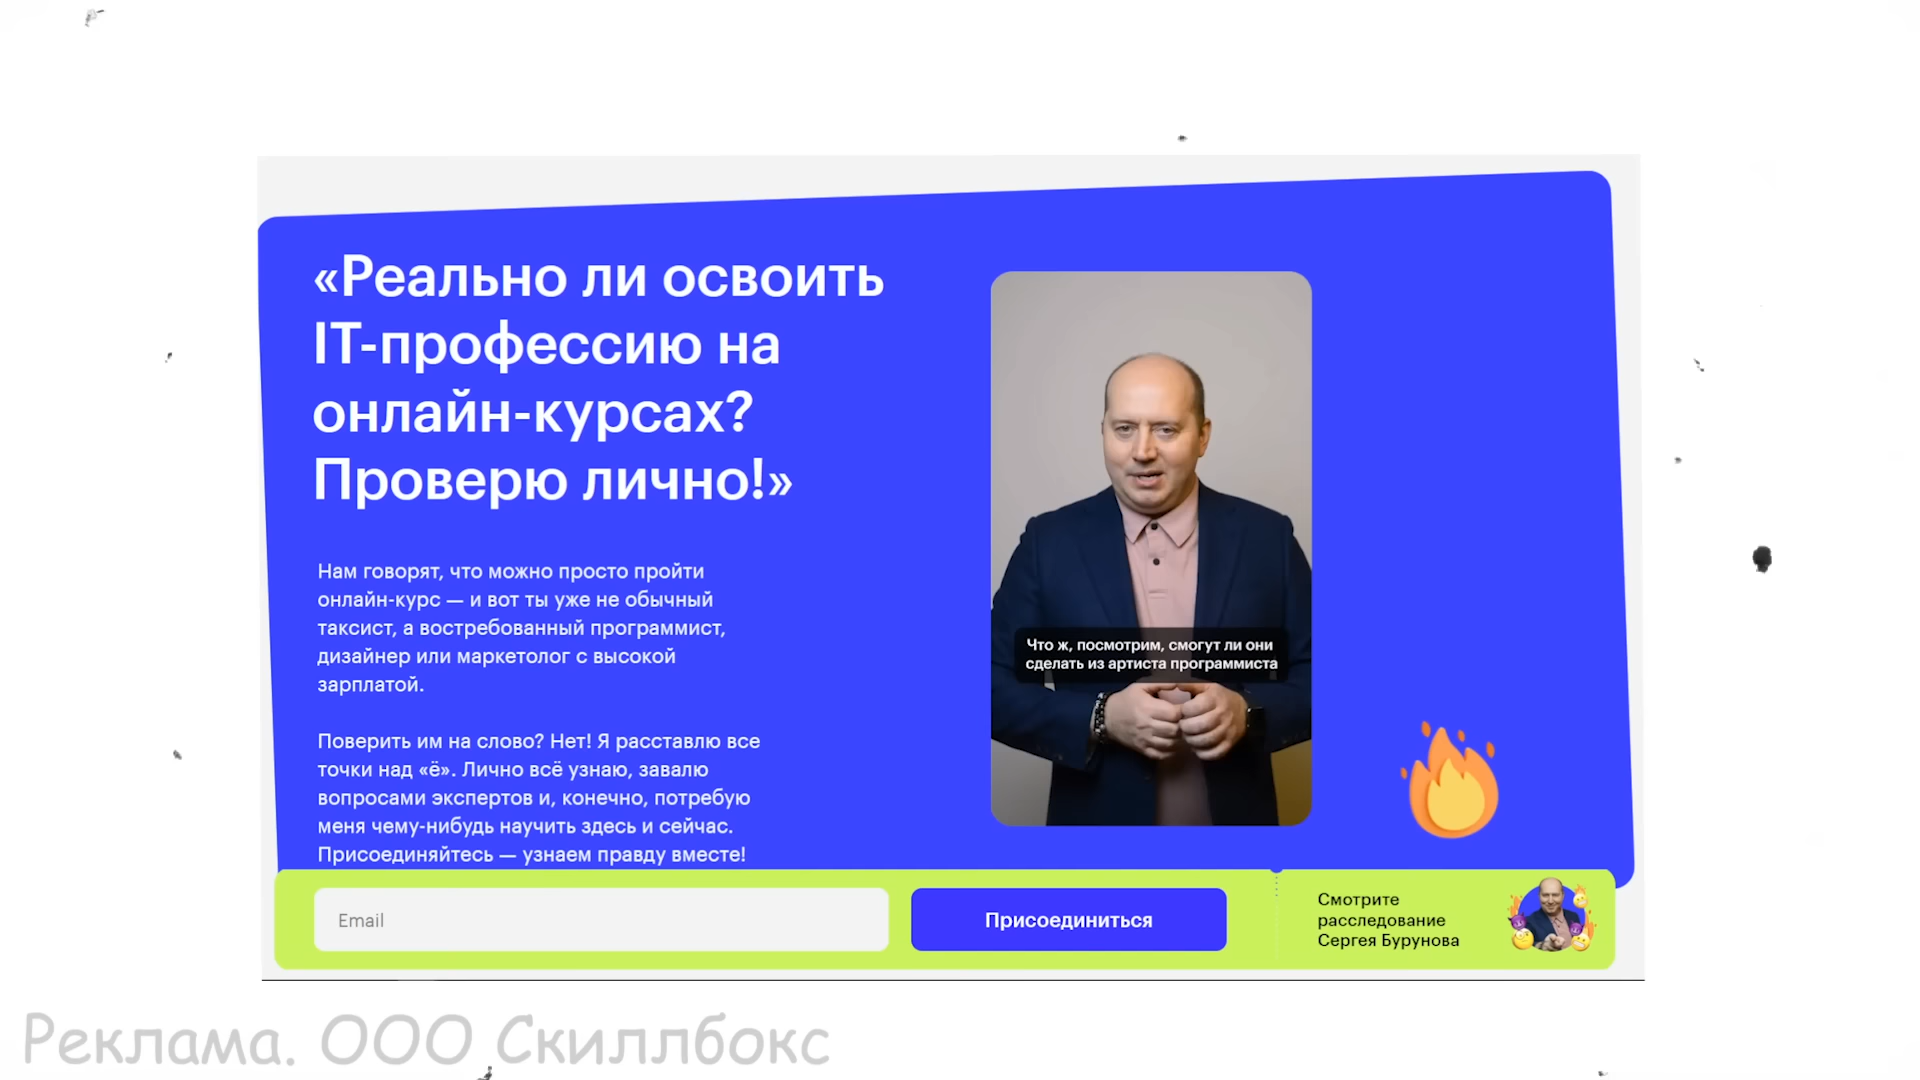 «Реально ли освоить
IT-профессию на
онлайн-курсах?
Проверю лично!»
Нам говорят, что можно просто пройти
онлайн-курс — и вот ты уже не обычный
таксист, а востребованный программист,
дизайнер или маркетолог с высокой
зарплатой.
Поверить им на слово? Нет! Я расставлю все
точки над «ё». Лично всё узнаю, завалю
вопросами экспертов и, конечно, потребую
меня чему-нибудь научить здесь и сейчас.
Присоединяйтесь — узнаем правду вместе!
Что ж, посмотрим, смогут ли они
сделать из артиста программиста
Email
Присоединиться
Смотрите
расследование
Сергея Бурунова
Реклама. ООО Скиллбокс